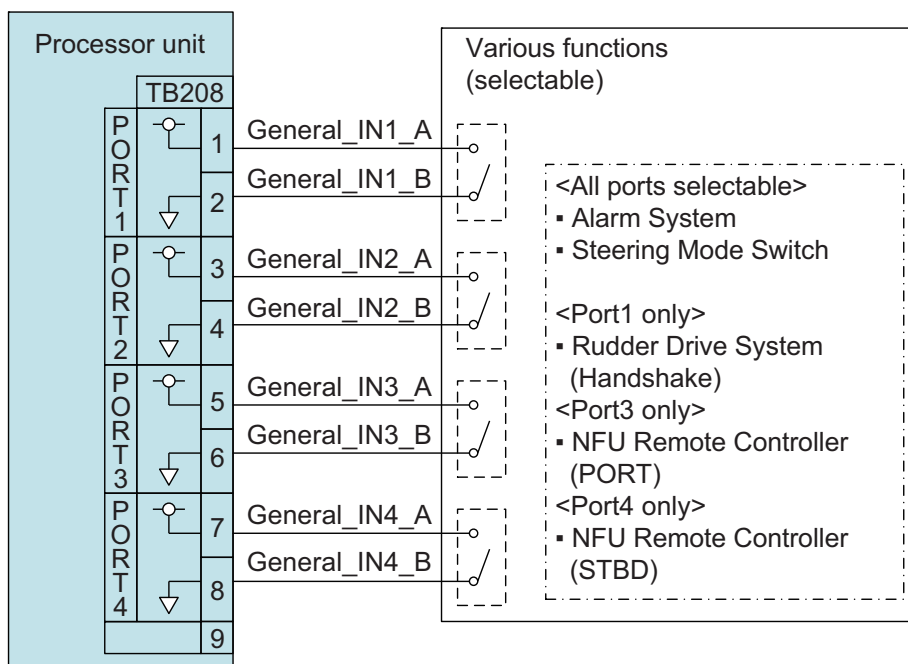 Processor unit
TB208
PORT1
1
General_IN1_A
2
General_IN1_B
PORT2
3
General_IN2_A
4
General_IN2_B
PORT3
5
General_IN3_A
6
General_IN3_B
PORT4
7
General_IN4_A
8
General_IN4_B
9
Various functions
(selectable)
<All ports selectable>
▪ Alarm System
▪ Steering Mode Switch
<Port1 only>
▪ Rudder Drive System
(Handshake)
<Port3 only>
▪ NFU Remote Controller
(PORT)
<Port4 only>
▪ NFU Remote Controller
(STBD)